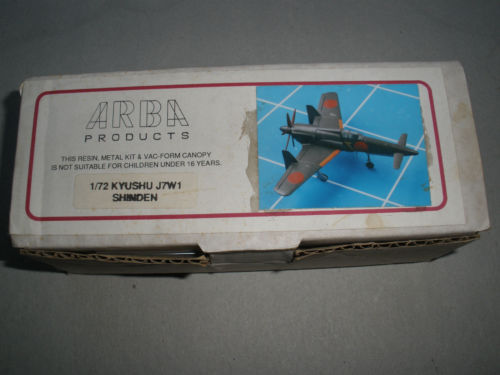 ARBA
PRODUCTS
THIS RESIN, METAL KIT & VAC-FORM CANOPY
IS NOT SUITABLE FOR CHILDREN UNDER 16 YEARS.
1/72 KYUSHU J7W1
SHINDEN